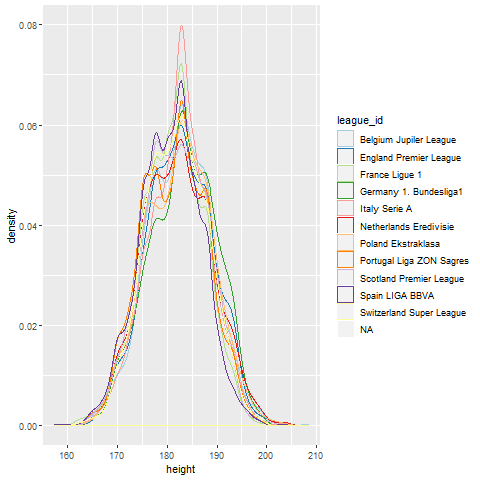 0.08
0.06
0.04
0.02
0.00
density
160 170 180 190 200 210
height
league_id
Belgium Jupiler League
England Premier League
France Ligue 1
Germany 1. Bundesliga1
Italy Serie A
Netherlands Eredivisie
Poland Ekstraklasa
Portugal Liga ZON Sagres
Scotland Premier League
Spain LIGA BBVA
Switzerland Super League
NA